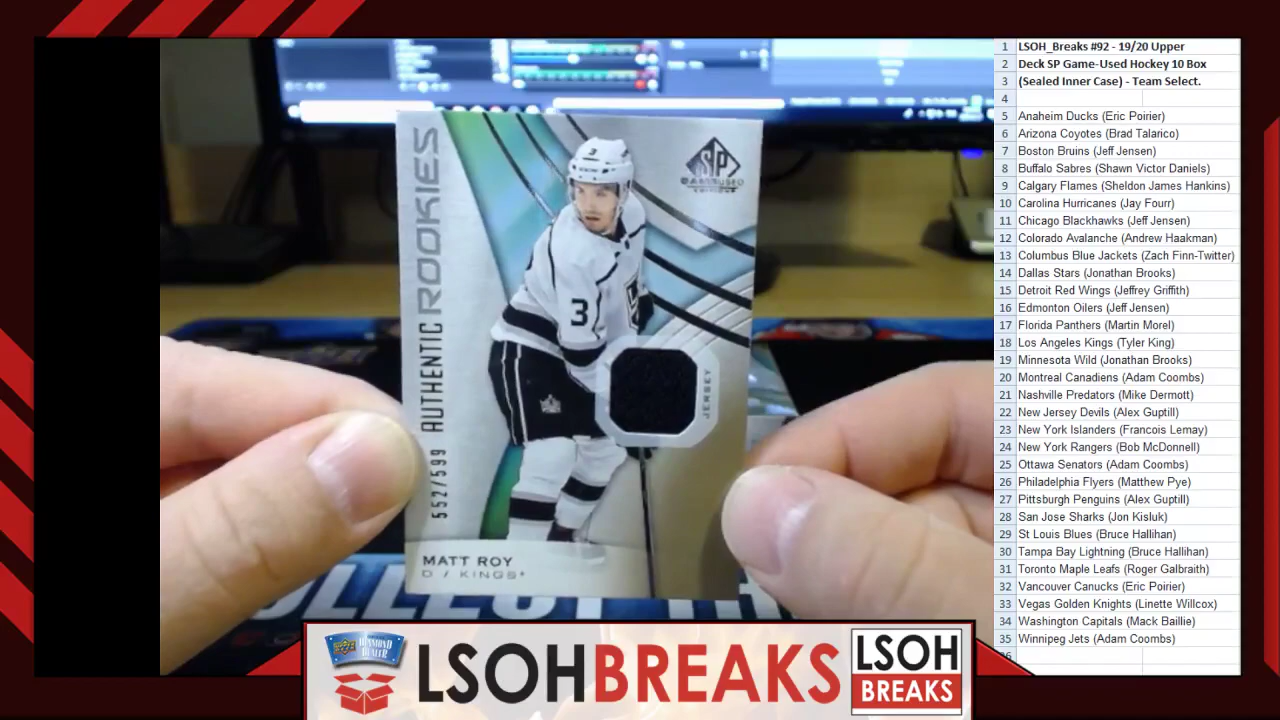 1 LSOH_Breaks #92 - 19/20 Upper
2 Deck SP Game-Used Hockey 10 Box
3 (Sealed Inner Case) - Team Select.
4
5 Anaheim Ducks (Eric Poirier)
6 Arizona Coyotes (Brad Talarico)
7 Boston Bruins (Jeff Jensen)
8 Buffalo Sabres (Shawn Victor Daniels)
9 Calgary Flames (Sheldon James Hankins)
10 Carolina Hurricanes (Jay Fourr)
11 Chicago Blackhawks (Jeff Jensen)
12 Colorado Avalanche (Andrew Haakman)
13 Columbus Blue Jackets (Zach Finn-Twitter)
14 Dallas Stars (Jonathan Brooks)
15 Detroit Red Wings (Jeffrey Griffith)
16 Edmonton Oilers (Jeff Jensen)
17 Florida Panthers (Martin Morel)
18 Los Angeles Kings (Tyler King)
19 Minnesota Wild (Jonathan Brooks)
20 Montreal Canadiens (Adam Coombs)
21 Nashville Predators (Mike Dermott)
22 New Jersey Devils (Alex Guptill)
23 New York Islanders (Francois Lemay)
24 New York Rangers (Bob McDonnell)
25 Ottawa Senators (Adam Coombs)
26 Philadelphia Flyers (Matthew Pye)
27 Pittsburgh Penguins (Alex Guptill)
28 San Jose Sharks (Jon Kisluk)
29 St Louis Blues (Bruce Hallihan)
30 Tampa Bay Lightning (Bruce Hallihan)
31 Toronto Maple Leafs (Roger Galbraith)
32 Vancouver Canucks (Eric Poirier)
33 Vegas Golden Knights (Linette Willcox)
34 Washington Capitals (Mack Baillie)
35 Winnipeg Jets (Adam Coombs)
SP
GAME USED
EDITION
552/599 AUTHENTIC ROOKIES
3
3
JERSEY
MATT ROY
D / KINGS*
DIAMOND
DEALER
LSOHBREAKS
LSOH
BREAKS